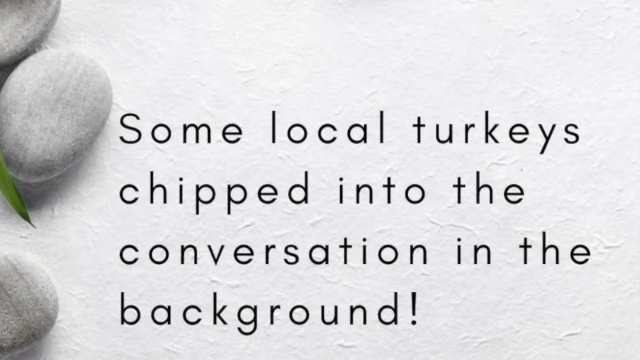 Some local turkeys
chipped into the
conversation in the
background!